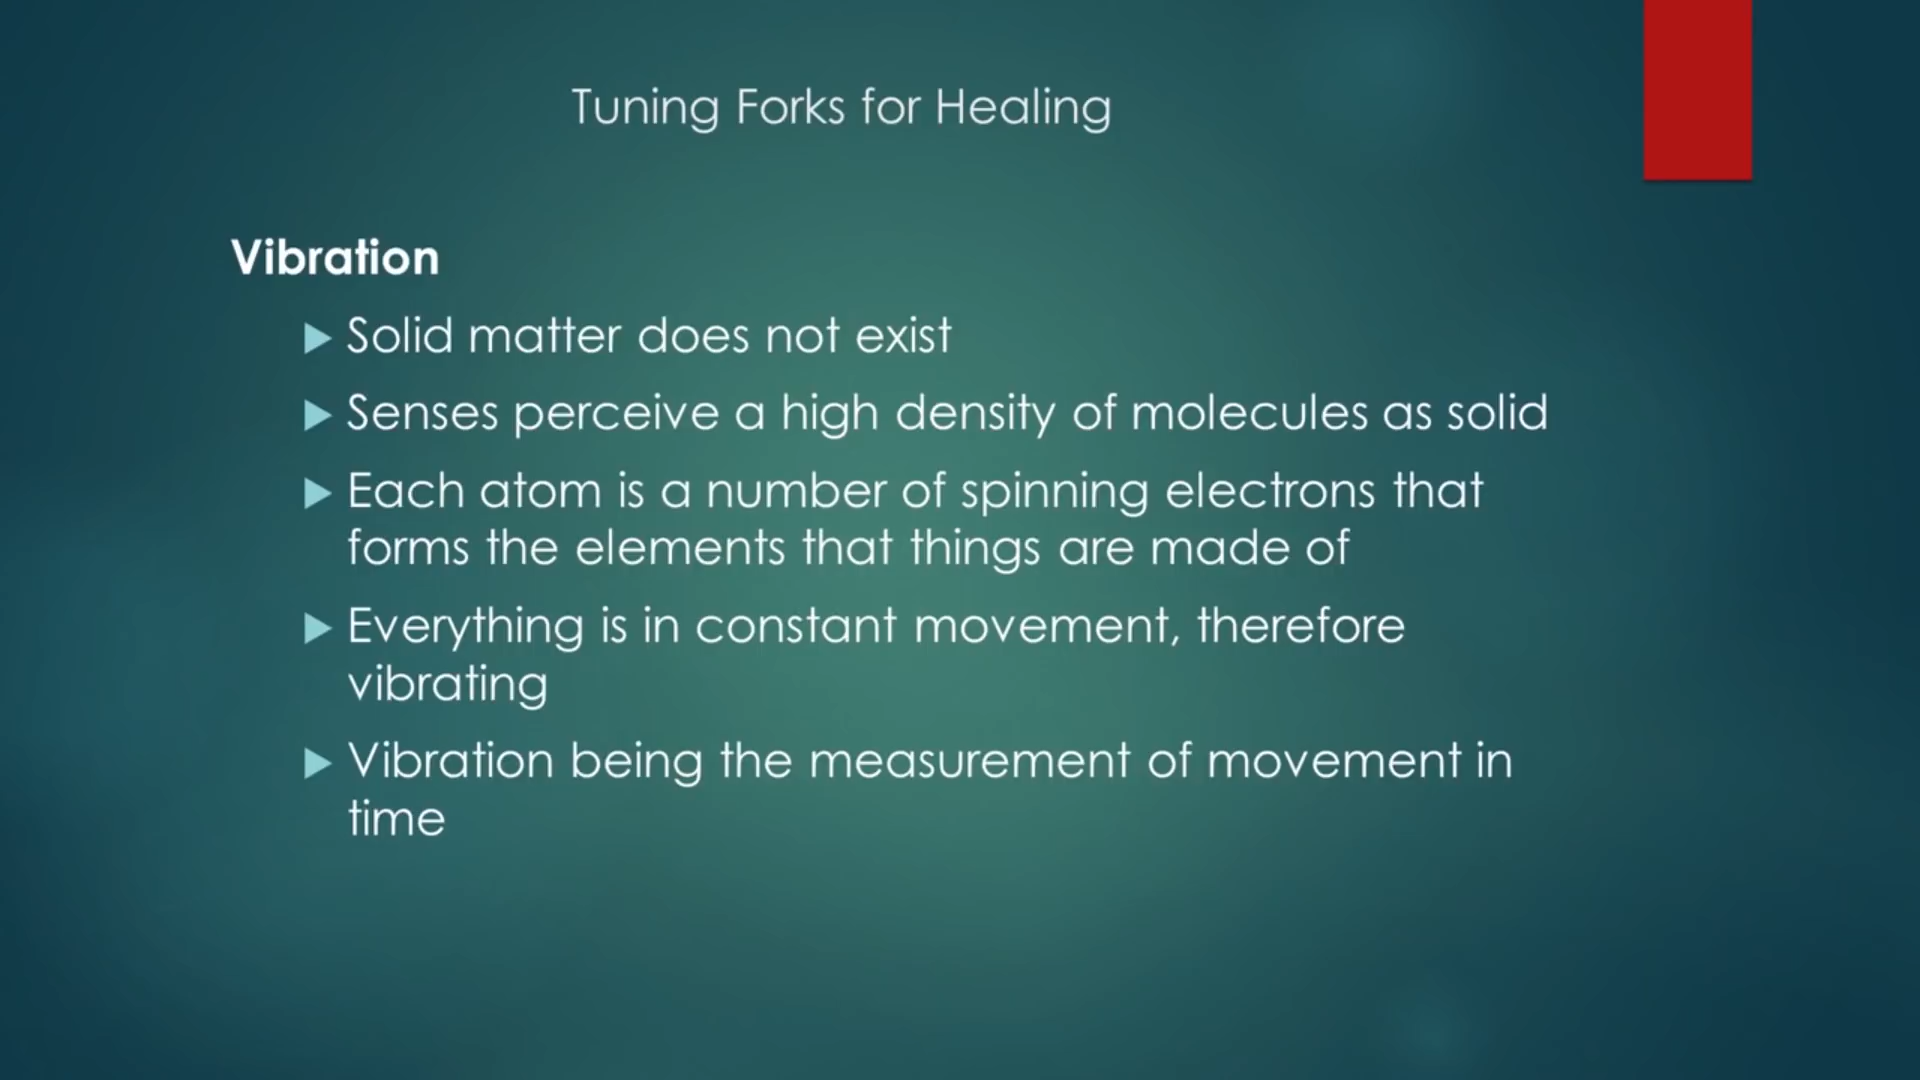 Tuning Forks for Healing
Vibration
Solid matter does not exist
Senses perceive a high density of molecules as solid
Each atom is a number of spinning electrons that
forms the elements that things are made of
Everything is in constant movement, therefore
vibrating
Vibration being the measurement of movement in
time